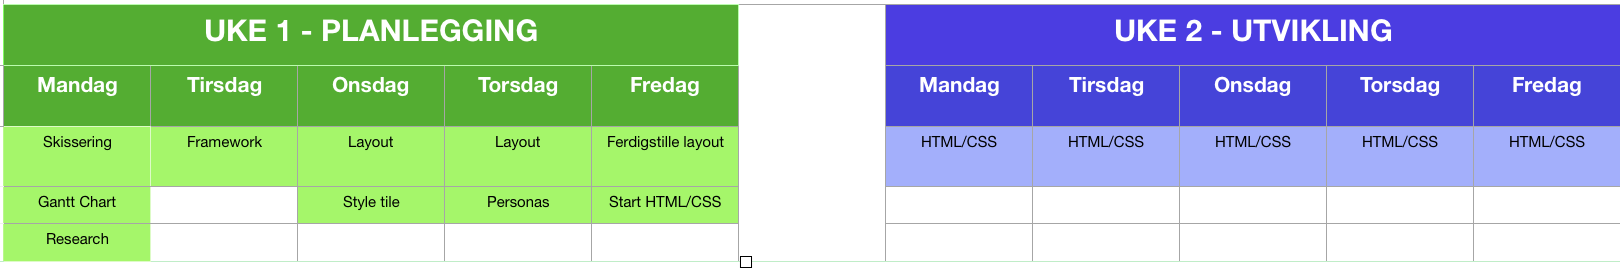 UKE 1 - PLANLEGGING
Mandag Tirsdag Onsdag Torsdag Fredag
Skissering Framework Layout Layout Ferdigstille layout
Gantt Chart Style tile Personas Start HTML/CSS
Research
UKE 2 - UTVIKLING
Mandag Tirsdag Onsdag Torsdag Fredag
HTML/CSS HTML/CSS HTML/CSS HTML/CSS HTML/CSS